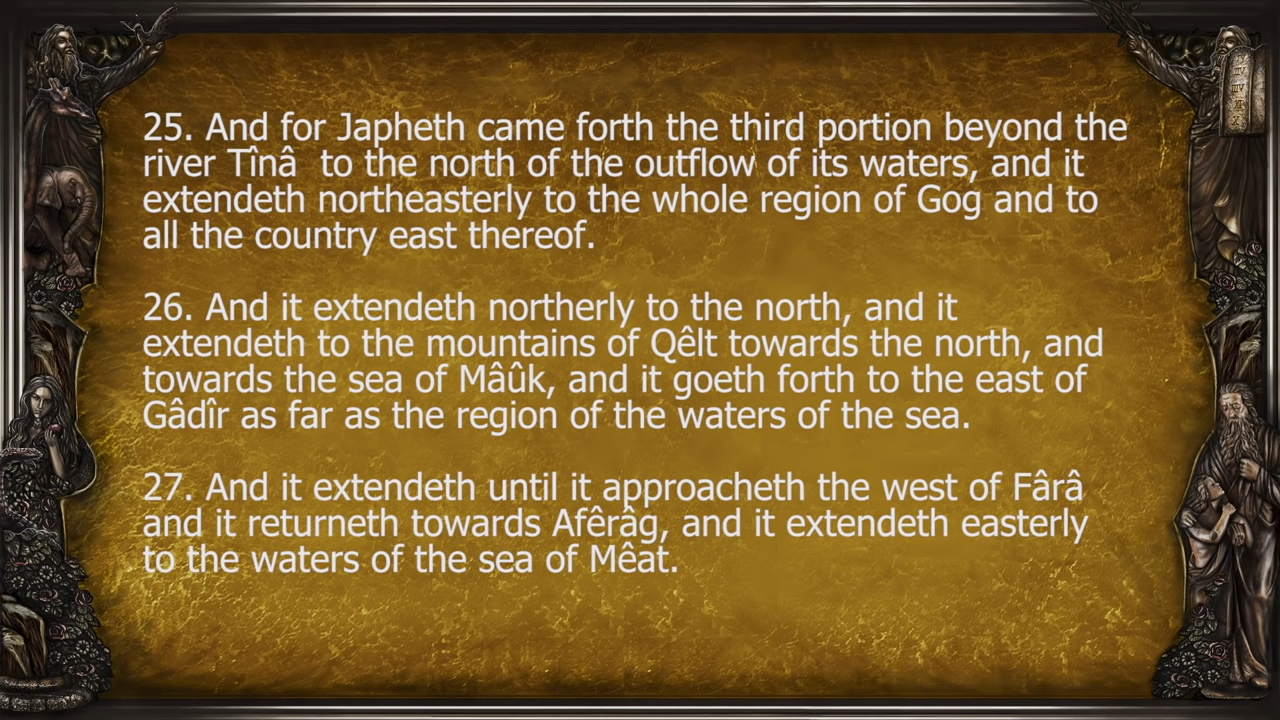 25. And for Japheth came forth the third portion beyond the
river Tînâ  to the north of the outflow of its waters, and it
extendeth northeasterly to the whole region of Gog and to
all the country east thereof.
26. And it extendeth northerly to the north, and it
extendeth to the mountains of Qêlt towards the north, and
towards the sea of Mâûk, and it goeth forth to the east of
Gâdîr as far as the region of the waters of the sea.
27. And it extendeth until it approacheth the west of Fârâ
and it returneth towards Afêrâg, and it extendeth easterly
to the waters of the sea of Mêat.